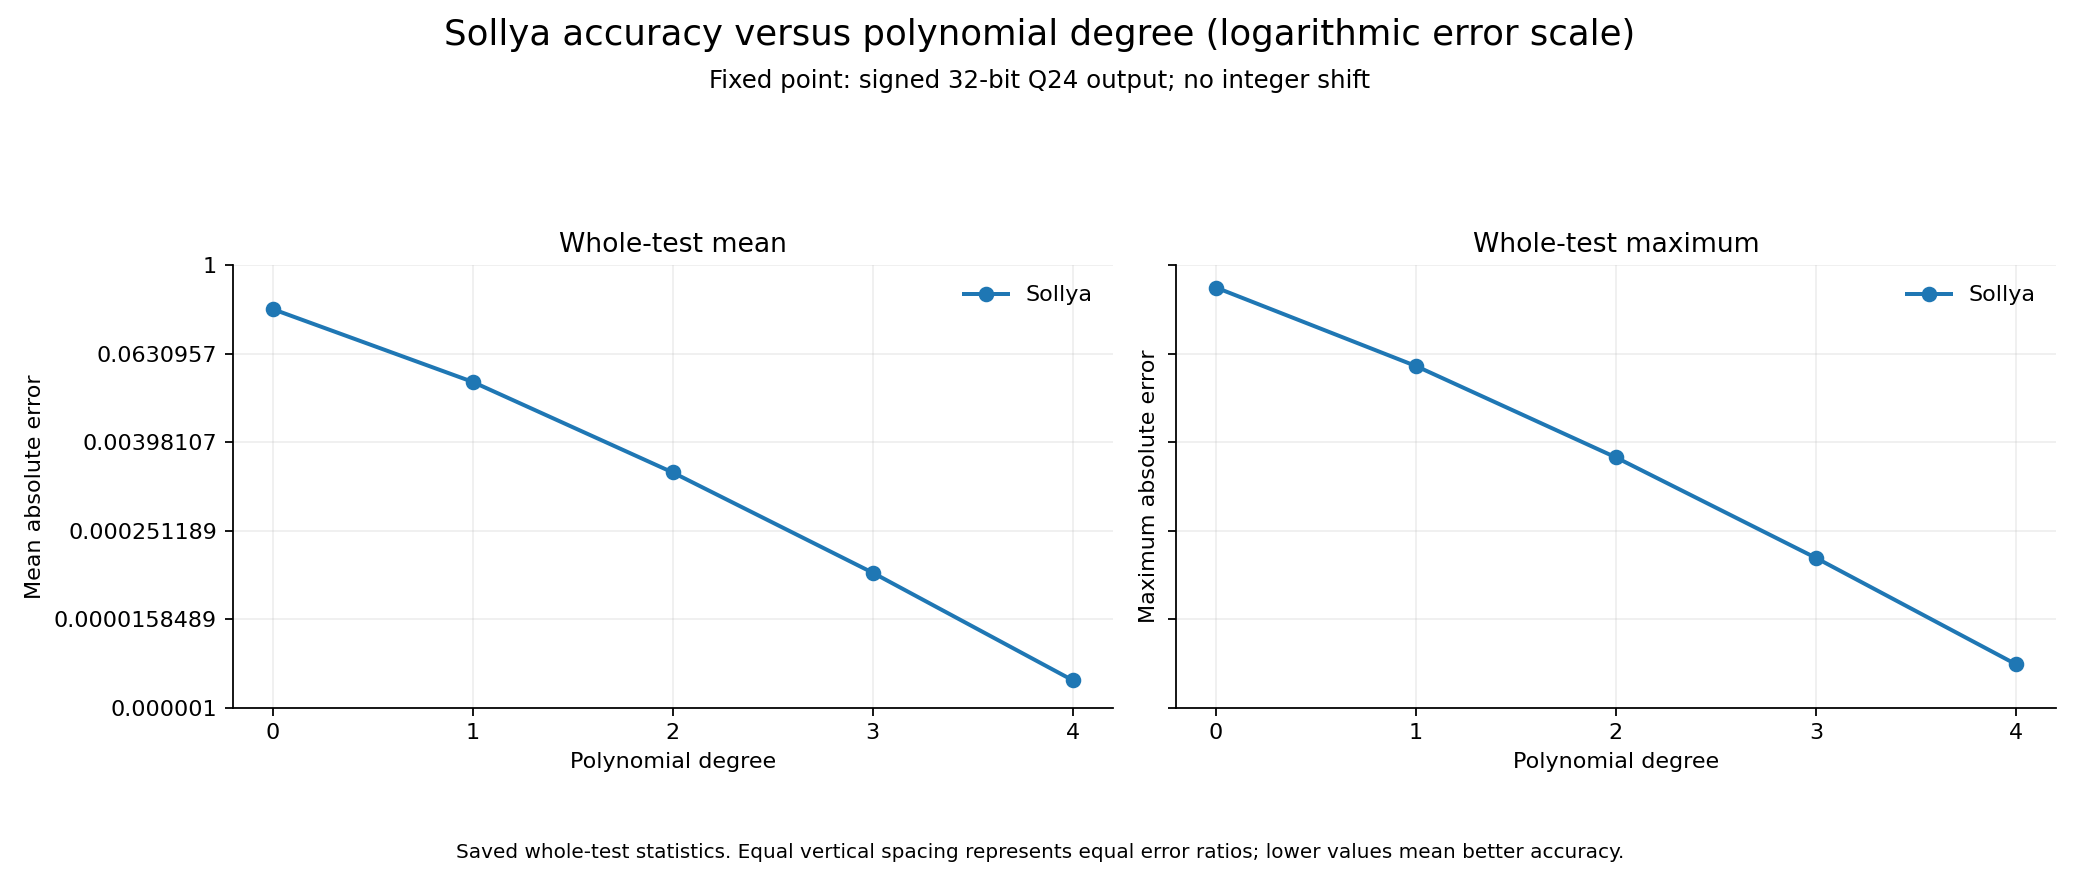 Sollya accuracy versus polynomial degree (logarithmic error scale)
Fixed point: signed 32-bit Q24 output; no integer shift
Whole-test mean
Sollya
Mean absolute error
1
0.0630957
0.00398107
0.000251189
0.0000158489
0.000001
0 1 2 3 4
Polynomial degree
Whole-test maximum
Sollya
Maximum absolute error
0 1 2 3 4
Polynomial degree
Saved whole-test statistics. Equal vertical spacing represents equal error ratios; lower values mean better accuracy.